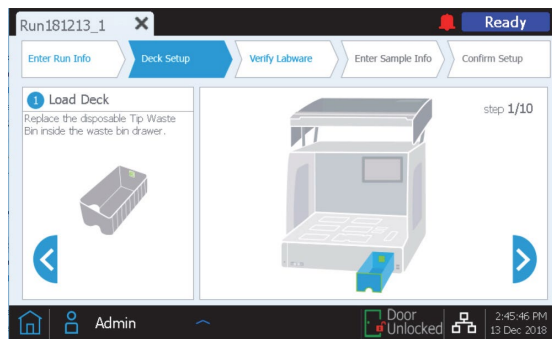 Run181213_1
Ready
Enter Run Info
Deck Setup
Verify Labware
Enter Sample Info
Confirm Setup
1 Load Deck
Replace the disposable Tip Waste
Bin inside the waste bin drawer.
step 1/10
Admin
Door
Unlocked
2:45:46 PM
13 Dec 2018